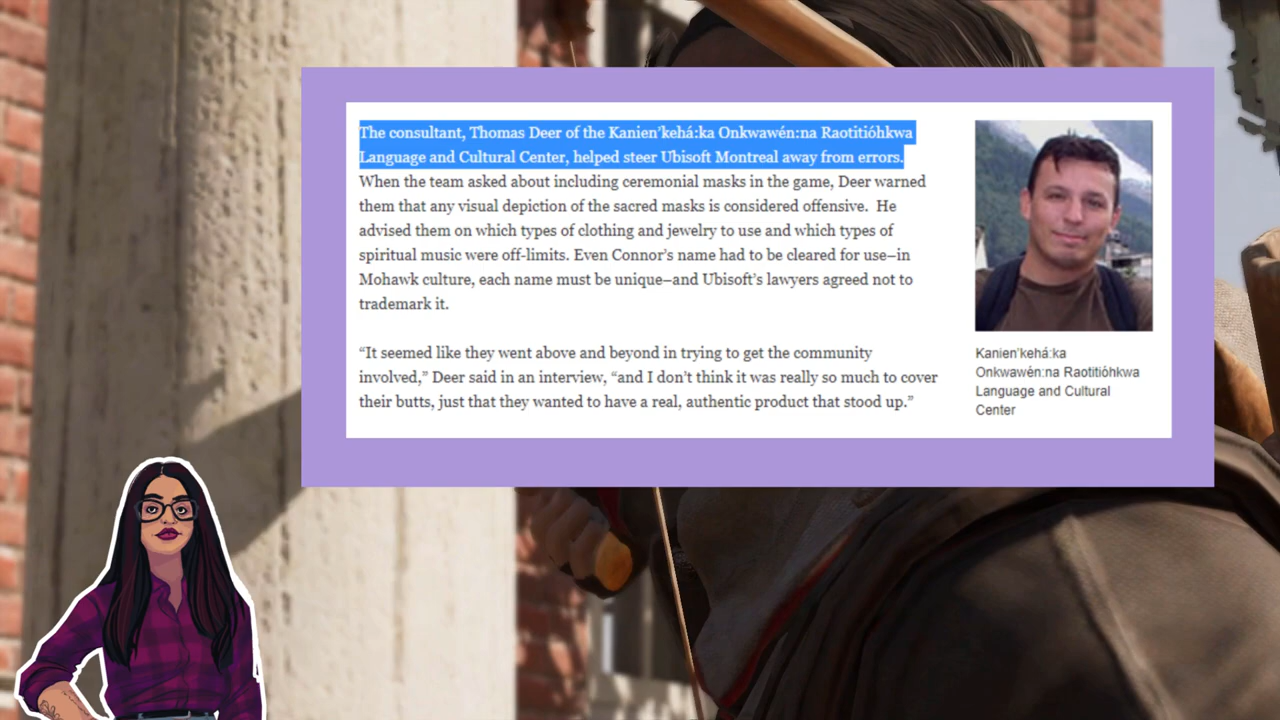 The consultant, Thomas Deer of the Kanien’kehá:ka Onkwawén:na Raotitióhkwa
Language and Cultural Center, helped steer Ubisoft Montreal away from errors.
When the team asked about including ceremonial masks in the game, Deer warned
them that any visual depiction of the sacred masks is considered offensive.  He
advised them on which types of clothing and jewelry to use and which types of
spiritual music were off-limits. Even Connor’s name had to be cleared for use–in
Mohawk culture, each name must be unique–and Ubisoft’s lawyers agreed not to
trademark it.
“It seemed like they went above and beyond in trying to get the community
involved,” Deer said in an interview, “and I don’t think it was really so much to cover
their butts, just that they wanted to have a real, authentic product that stood up.”
Kanien’kehá:ka
Onkwawén:na Raotitióhkwa
Language and Cultural
Center